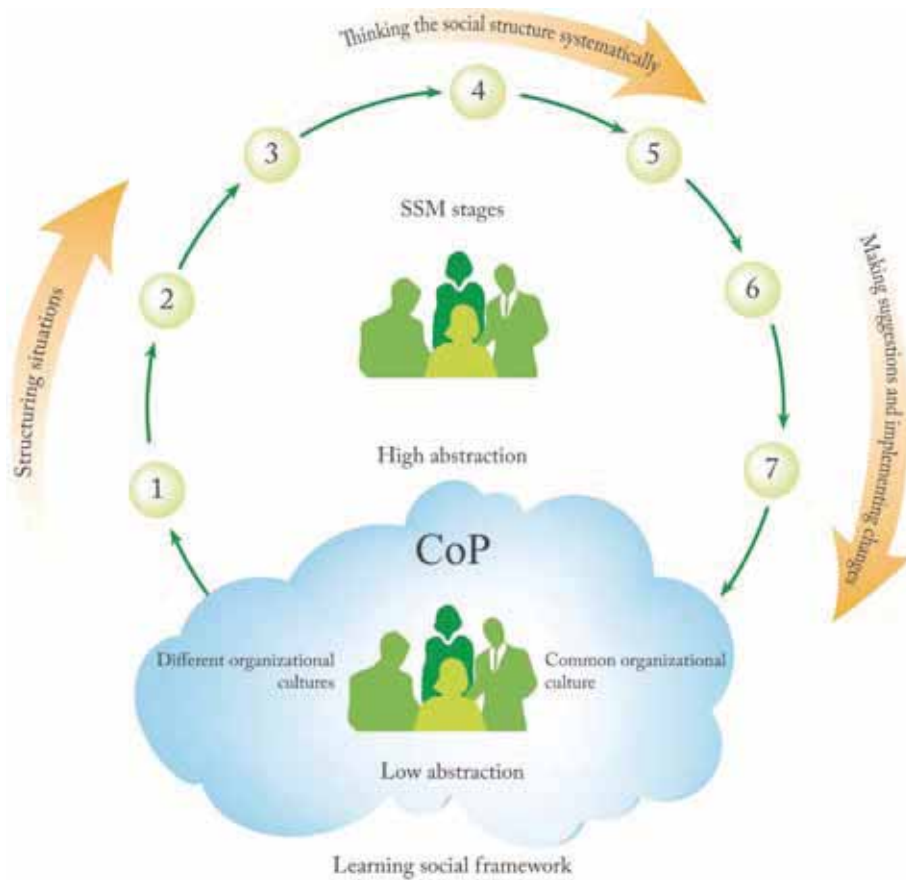 Thinking the social structure systematically
4
3
5
SSM stages
2
6
Structuring situations
Making suggestions and implementing changes
High abstraction
7
1
CoP
Different organizational
cultures
Common organizational
culture
Low abstraction
Learning social framework